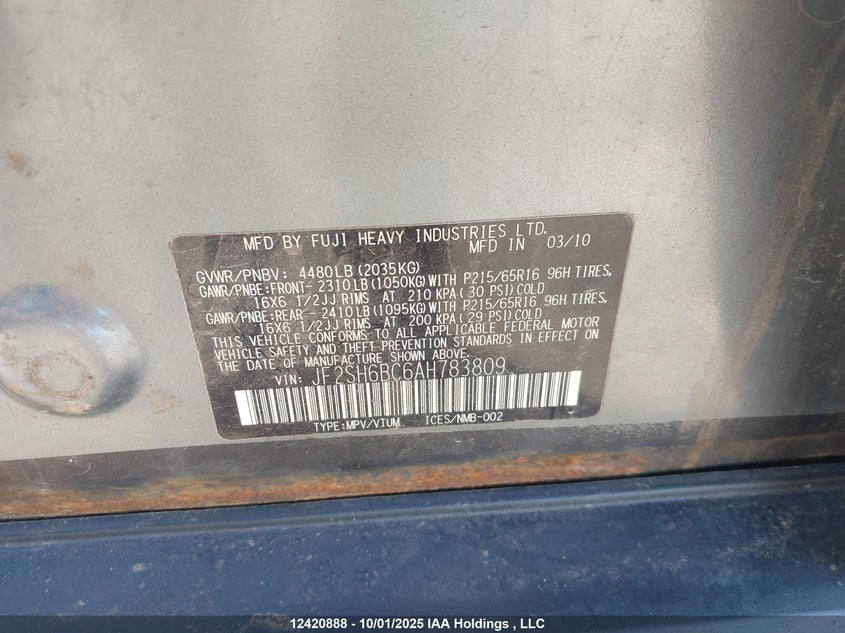 MFD BY FUJI HEAVY INDUSTRIES LTD.
MFD IN 03/10
GVWR/PNBV: 4480LB (2035KG)
GAWR/PNBE:FRONT- 2310LB (1050KG) WITH P215/65R16 96H TIRES,
16X6 1/2JJ RIMS AT 210 KPA (30 PSI) COLD
GAWR/PNBE:REAR - 2410LB (1095KG) WITH P215/65R16 96H TIRES,
16X6 1/2JJ RIMS AT 200 KPA (29 PSI) COLD
THIS VEHICLE CONFORMS TO ALL APPLICABLE FEDERAL MOTOR
VEHICLE SAFETY AND THEFT PREVENTION STANDARDS IN EFFECT ON
THE DATE OF MANUFACTURE SHOWN ABOVE.
VIN: JF2SH6BC6AH783809
TYPE:MPV/VTUM ICES/NMB-002
12420888 - 10/01/2025 IAA Holdings , LLC